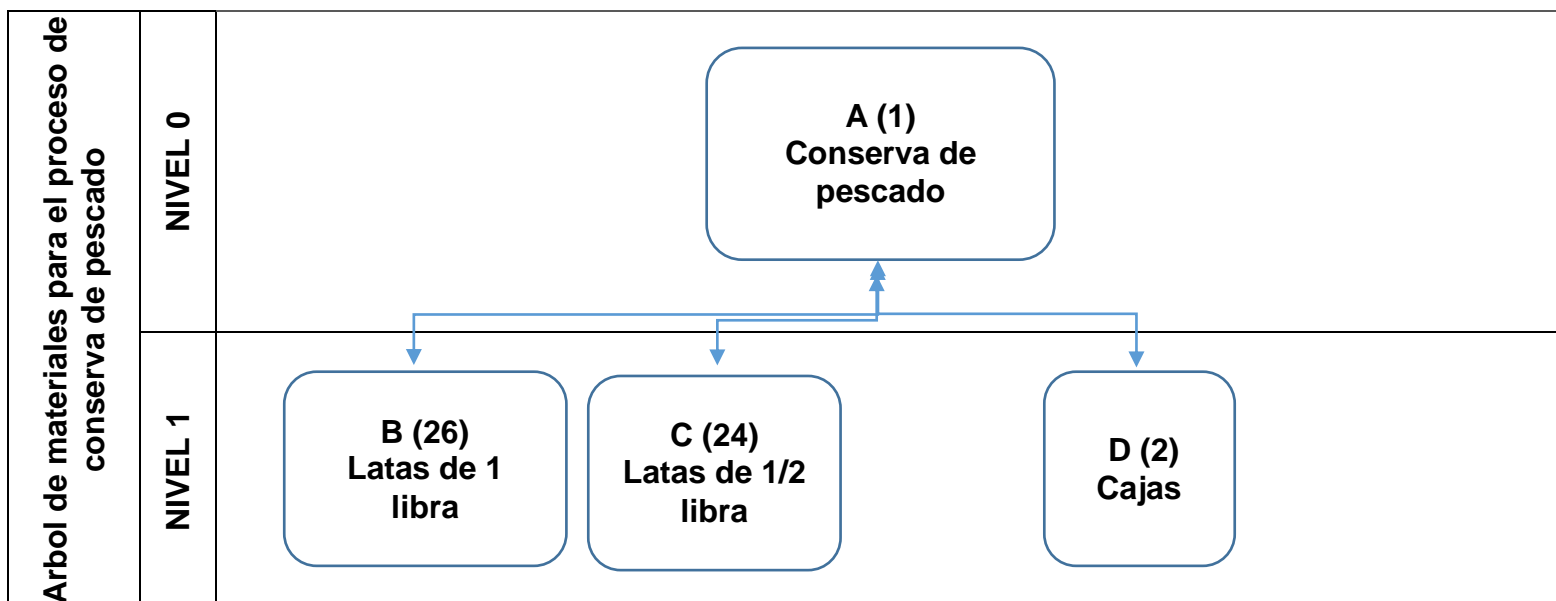 Arbol de materiales para el proceso de
conserva de pescado
NIVEL 0
A (1)
Conserva de
pescado
NIVEL 1
B (26)
Latas de 1
libra
C (24)
Latas de 1/2
libra
D (2)
Cajas